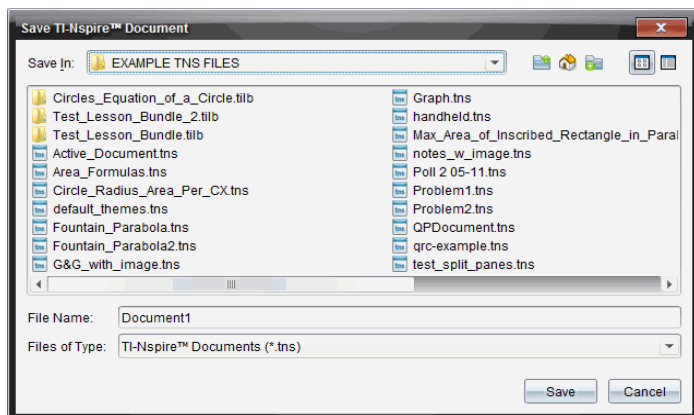 Save TI-Nspire™ Document
Save In: EXAMPLE TNS FILES
Circles_Equation_of_a_Circle.tilb
Test_Lesson_Bundle_2.tilb
Test_Lesson_Bundle.tilb
Active_Document.tns
Area_Formulas.tns
Circle_Radius_Area_Per_CX.tns
default_themes.tns
Fountain_Parabola.tns
Fountain_Parabola2.tns
G&G_with_image.tns
Graph.tns
handheld.tns
Max_Area_of_Inscribed_Rectangle_in_Paral
notes_w_image.tns
Poll 2 05-11.tns
Problem1.tns
Problem2.tns
QPDocument.tns
qrc-example.tns
test_split_panes.tns
File Name: Document1
Files of Type: TI-Nspire™ Documents (*.tns)
Save Cancel